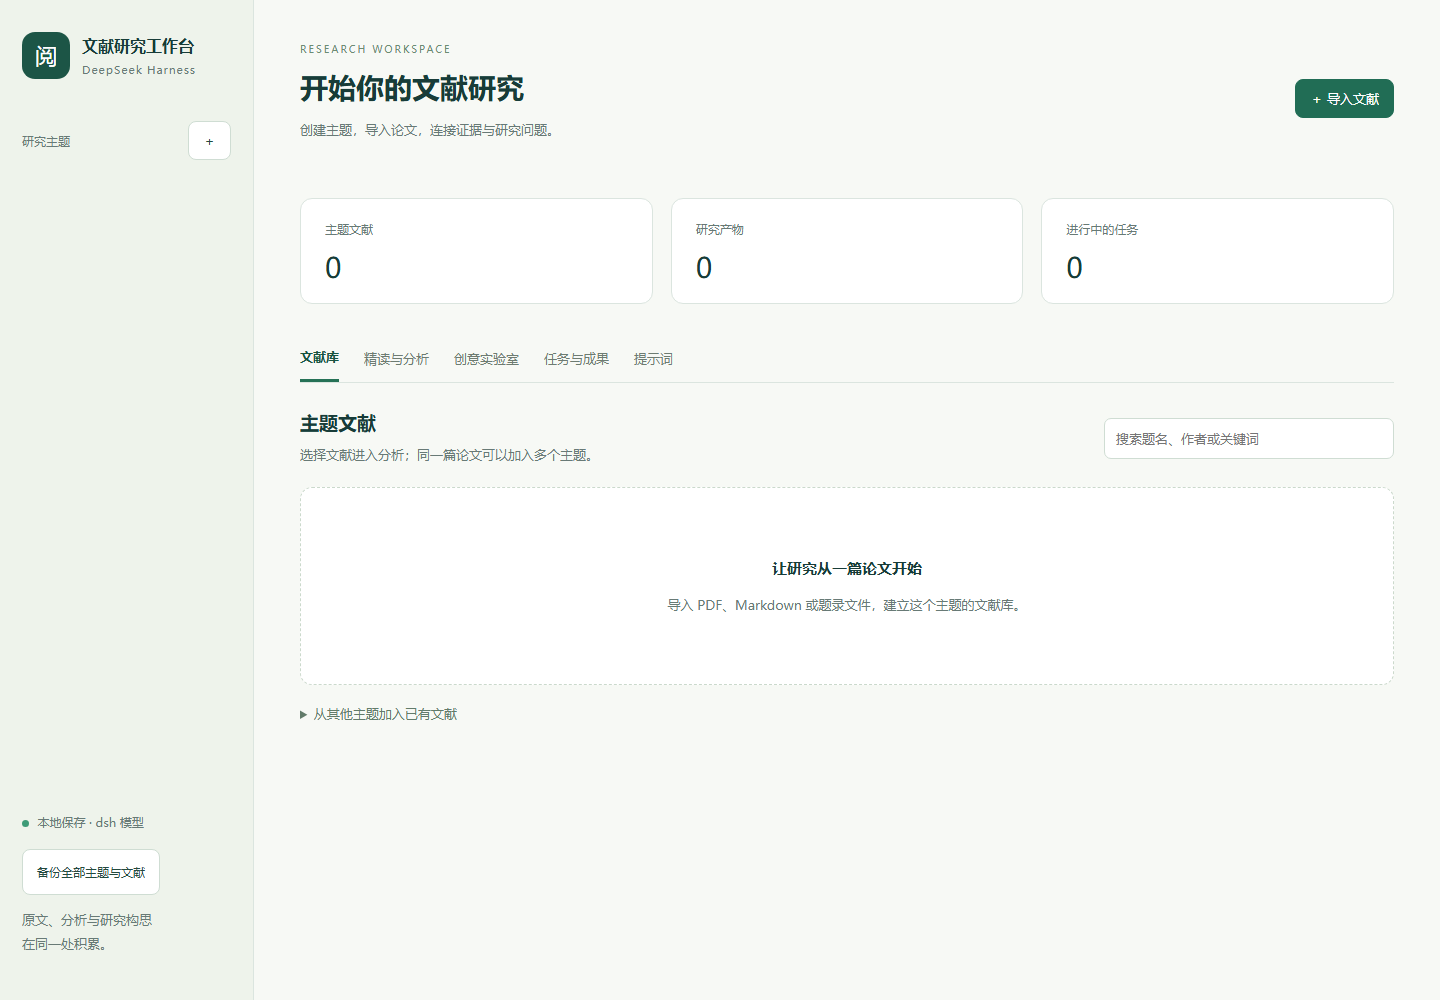 阅
文献研究工作台
DeepSeek Harness
研究主题
+
本地保存 · dsh 模型
备份全部主题与文献
原文、分析与研究构思
在同一处积累。
RESEARCH WORKSPACE
开始你的文献研究
创建主题，导入论文，连接证据与研究问题。
+ 导入文献
主题文献
0
研究产物
0
进行中的任务
0
文献库 精读与分析 创意实验室 任务与成果 提示词
主题文献
选择文献进入分析；同一篇论文可以加入多个主题。
搜索题名、作者或关键词
让研究从一篇论文开始
导入 PDF、Markdown 或题录文件，建立这个主题的文献库。
▶ 从其他主题加入已有文献